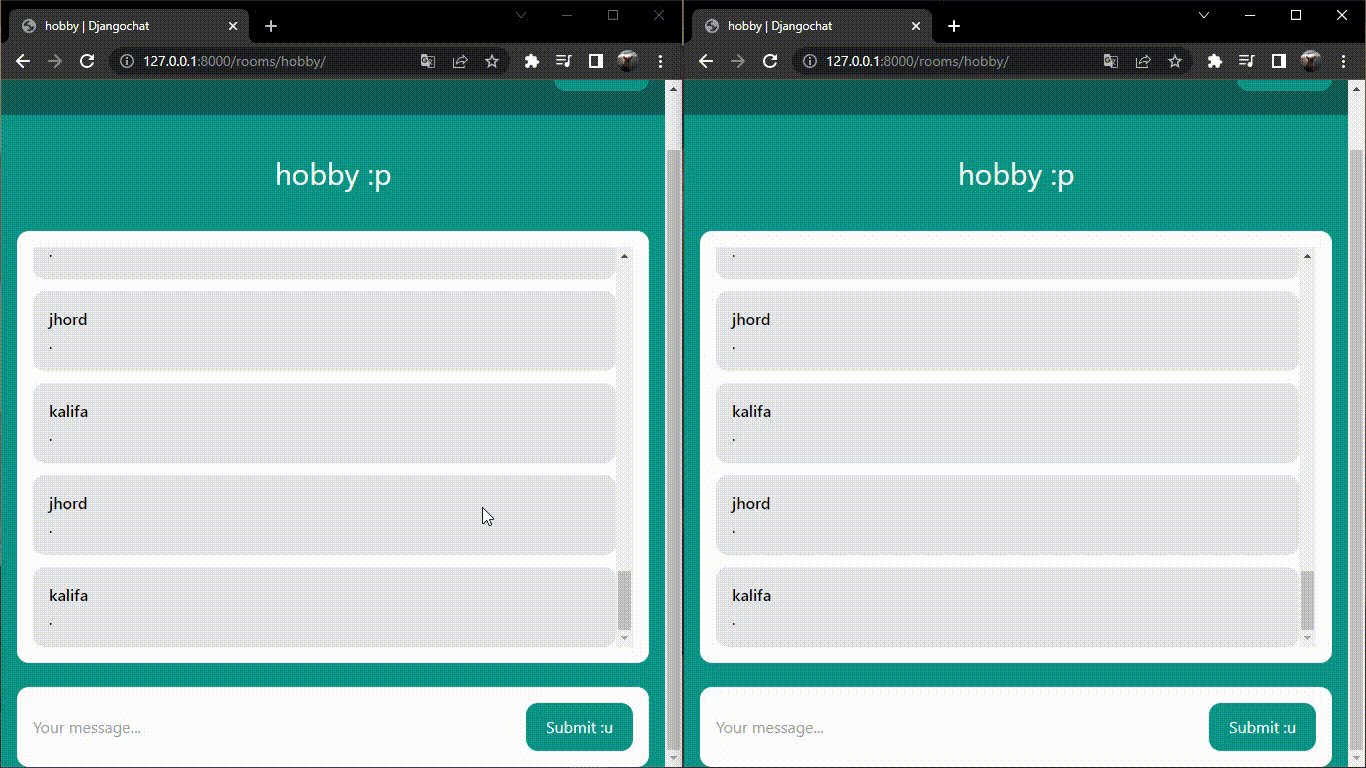 hobby | Djangochat
127.0.0.1:8000/rooms/hobby/
hobby :p
.
jhord
.
kalifa
.
jhord
.
kalifa
.
Your message...
Submit :u
hobby | Djangochat
127.0.0.1:8000/rooms/hobby/
hobby :p
.
jhord
.
kalifa
.
jhord
.
kalifa
.
Your message...
Submit :u